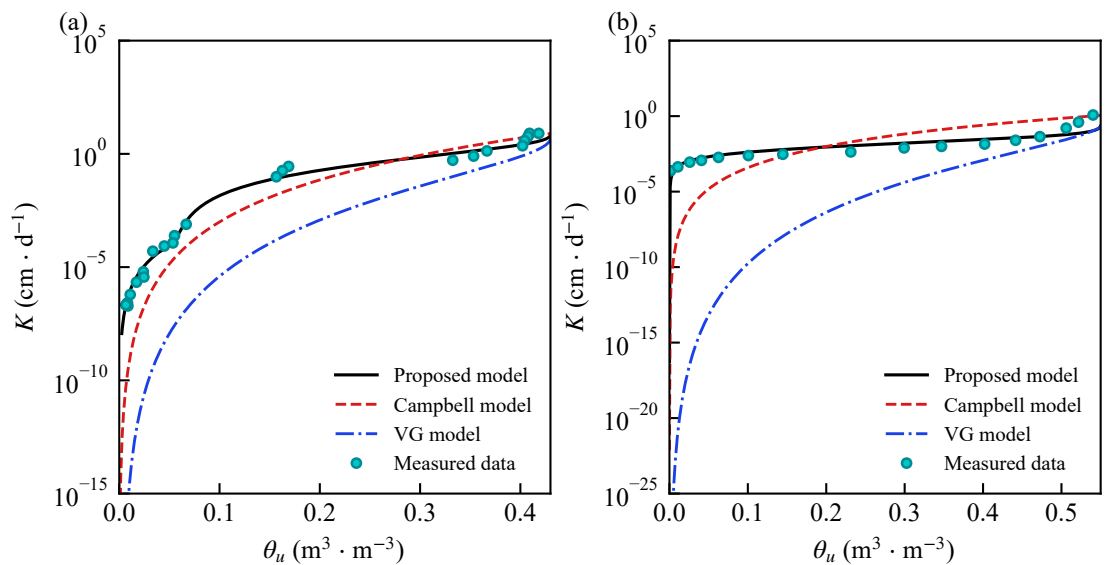 (a)
10^5
10^0
10^−5
10^−10
10^−15
K (cm · d^−1)
0.0 0.1 0.2 0.3 0.4
θ_u (m^3 · m^−3)
Proposed model
Campbell model
VG model
Measured data
(b)
10^5
10^0
10^−5
10^−10
10^−15
10^−20
10^−25
K (cm · d^−1)
0.0 0.1 0.2 0.3 0.4 0.5
θ_u (m^3 · m^−3)
Proposed model
Campbell model
VG model
Measured data